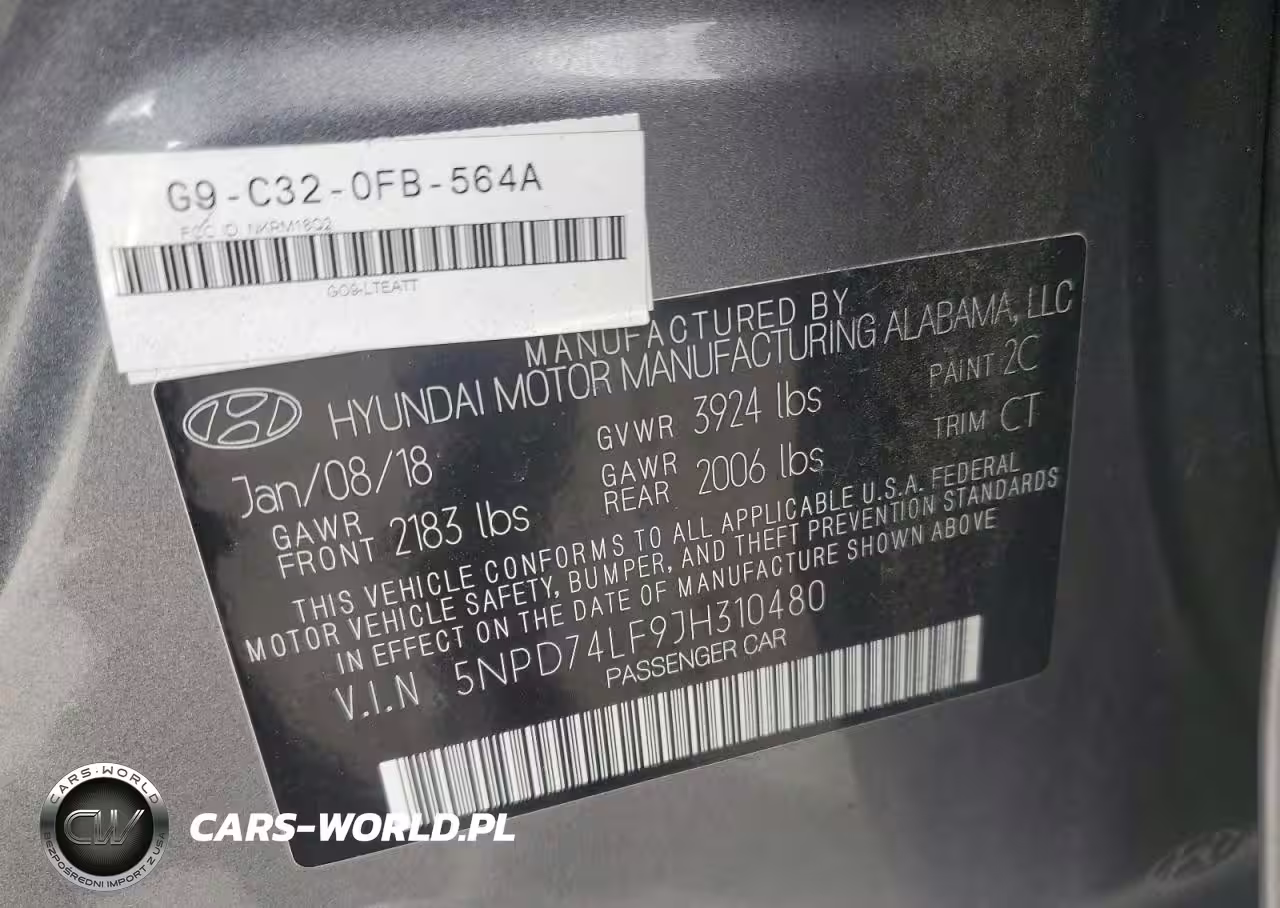 G9-C32-0FB-564A
FCC ID. NKRM18Q2
GO9-LTEATT
MANUFACTURED BY
HYUNDAI MOTOR MANUFACTURING ALABAMA, LLC
Jan/08/18 GVWR 3924 lbs PAINT 2C
GAWR FRONT 2183 lbs GAWR REAR 2006 lbs TRIM CT
THIS VEHICLE CONFORMS TO ALL APPLICABLE U.S.A. FEDERAL
MOTOR VEHICLE SAFETY, BUMPER, AND THEFT PREVENTION STANDARDS
IN EFFECT ON THE DATE OF MANUFACTURE SHOWN ABOVE
V.I.N 5NPD74LF9JH310480
PASSENGER CAR
CARS-WORLD
CW
BEZPOŚREDNI IMPORT Z USA
CARS-WORLD.PL